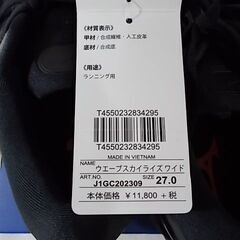 《材質表示》
甲材 / 合成繊維・人工皮革
底材 / 合成底
《用途》
ランニング用
T4550232834295
T4550232834295
MADE IN VIETNAM
NAME ウエーブスカイライズ ワイド
ART.NO. J1GC202309 SIZE 27.0
本体価格 ¥11,800 +税